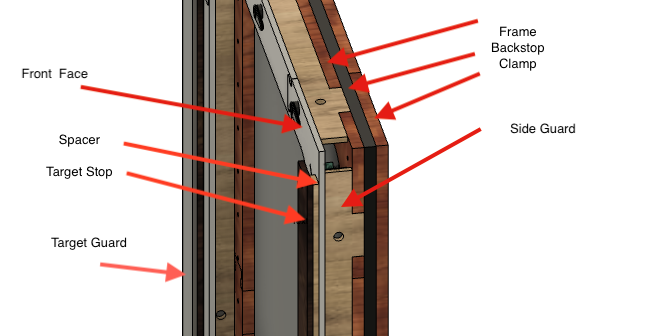 Frame
Backstop
Clamp
Front Face
Side Guard
Spacer
Target Stop
Target Guard